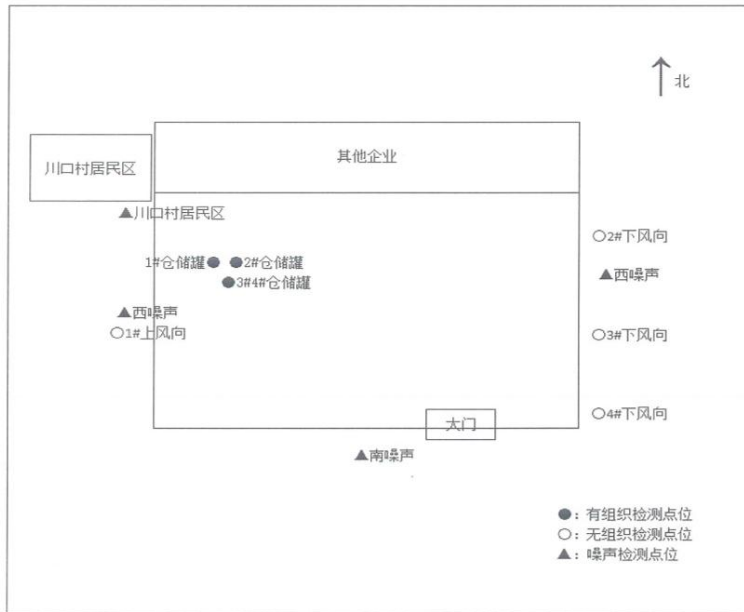 北
其他企业
川口村居民区
▲川口村居民区
○2#下风向
1#仓储罐● ●2#仓储罐
▲西噪声
●3#4#仓储罐
▲西噪声
○1#上风向
○3#下风向
○4#下风向
大门
▲南噪声
●：有组织检测点位
○：无组织检测点位
▲：噪声检测点位